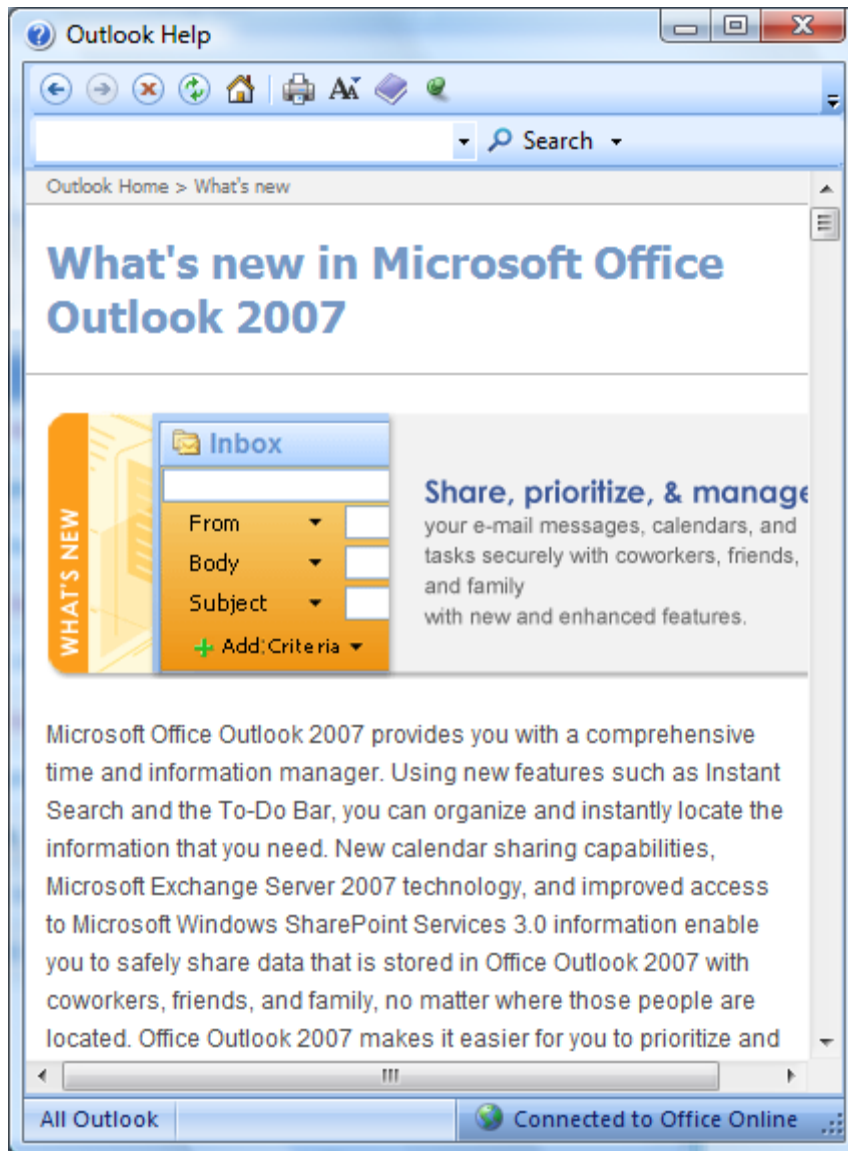 Outlook Help
Search
Outlook Home > What's new
What's new in Microsoft Office
Outlook 2007
WHAT'S NEW
Inbox
From
Body
Subject
Add:Criteria
Share, prioritize, & manage
your e-mail messages, calendars, and
tasks securely with coworkers, friends,
and family
with new and enhanced features.
Microsoft Office Outlook 2007 provides you with a comprehensive
time and information manager. Using new features such as Instant
Search and the To-Do Bar, you can organize and instantly locate the
information that you need. New calendar sharing capabilities,
Microsoft Exchange Server 2007 technology, and improved access
to Microsoft Windows SharePoint Services 3.0 information enable
you to safely share data that is stored in Office Outlook 2007 with
coworkers, friends, and family, no matter where those people are
located. Office Outlook 2007 makes it easier for you to prioritize and
All Outlook
Connected to Office Online